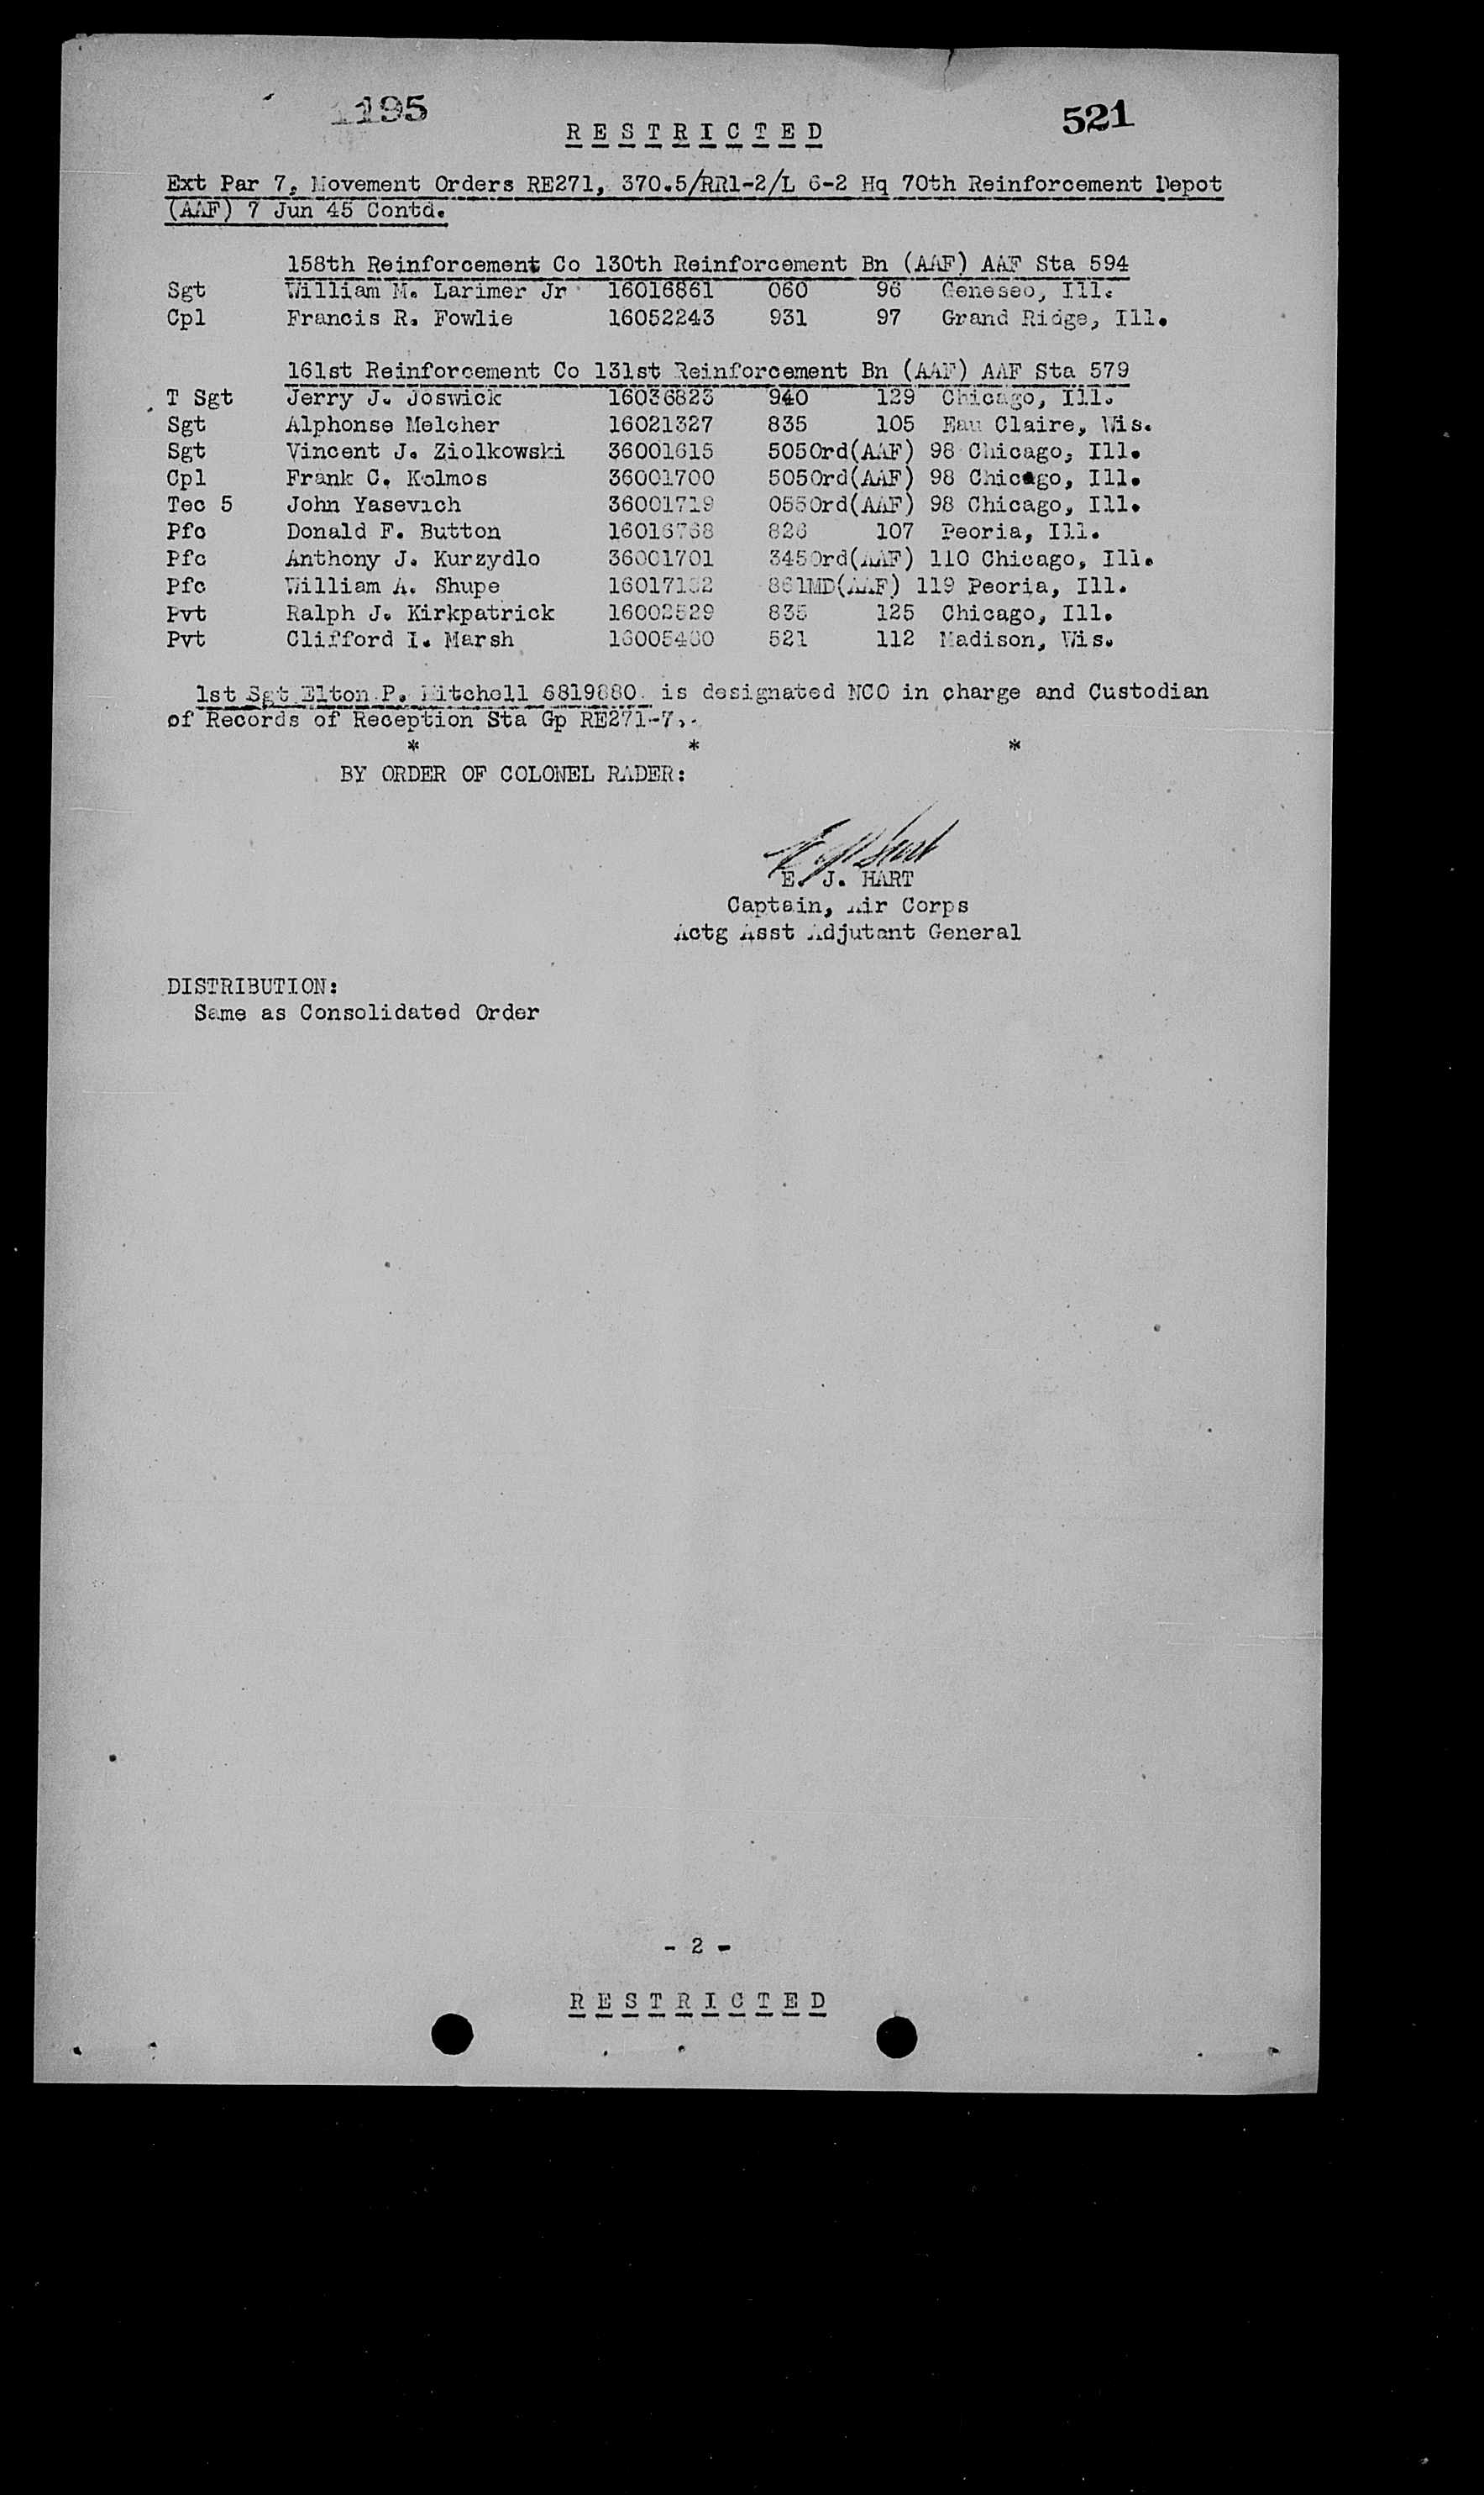 1195
521
R E S T R I C T E D
Ext Par 7, Movement Orders RE271, 370.5/RR1-2/L 6-2 Hq 70th Reinforcement Depot
(AAF) 7 Jun 45 Contd.
158th Reinforcement Co 130th Reinforcement Bn (AAF) AAF Sta 594
Sgt William M. Larimer Jr 16016861 060 96 Geneseo, Ill.
Cpl Francis R. Fowlie 16052243 931 97 Grand Ridge, Ill.
161st Reinforcement Co 131st Reinforcement Bn (AAF) AAF Sta 579
T Sgt Jerry J. Joswick 16036823 940 129 Chicago, Ill.
Sgt Alphonse Melcher 16021327 835 105 Eau Claire, Wis.
Sgt Vincent J. Ziolkowski 36001615 505Ord(AAF) 98 Chicago, Ill.
Cpl Frank C. Kolmos 36001700 505Ord(AAF) 98 Chicago, Ill.
Tec 5 John Yasevich 36001719 055Ord(AAF) 98 Chicago, Ill.
Pfc Donald F. Button 16016768 826 107 Peoria, Ill.
Pfc Anthony J. Kurzydlo 36001701 345Ord(AAF) 110 Chicago, Ill.
Pfc William A. Shupe 861MD(AAF) 119 Peoria, Ill.
Pvt Ralph J. Kirkpatrick 16002529 835 125 Chicago, Ill.
Pvt Clifford I. Marsh 521 112 Madison, Wis.
1st Sgt Elton P. Mitchell 6819880 is designated NCO in charge and Custodian
of Records of Reception Sta Gp RE271-7.
* * *
BY ORDER OF COLONEL RADER:
E. J. HART
Captain, Air Corps
Actg Asst Adjutant General
DISTRIBUTION:
Same as Consolidated Order
- 2 -
R E S T R I C T E D